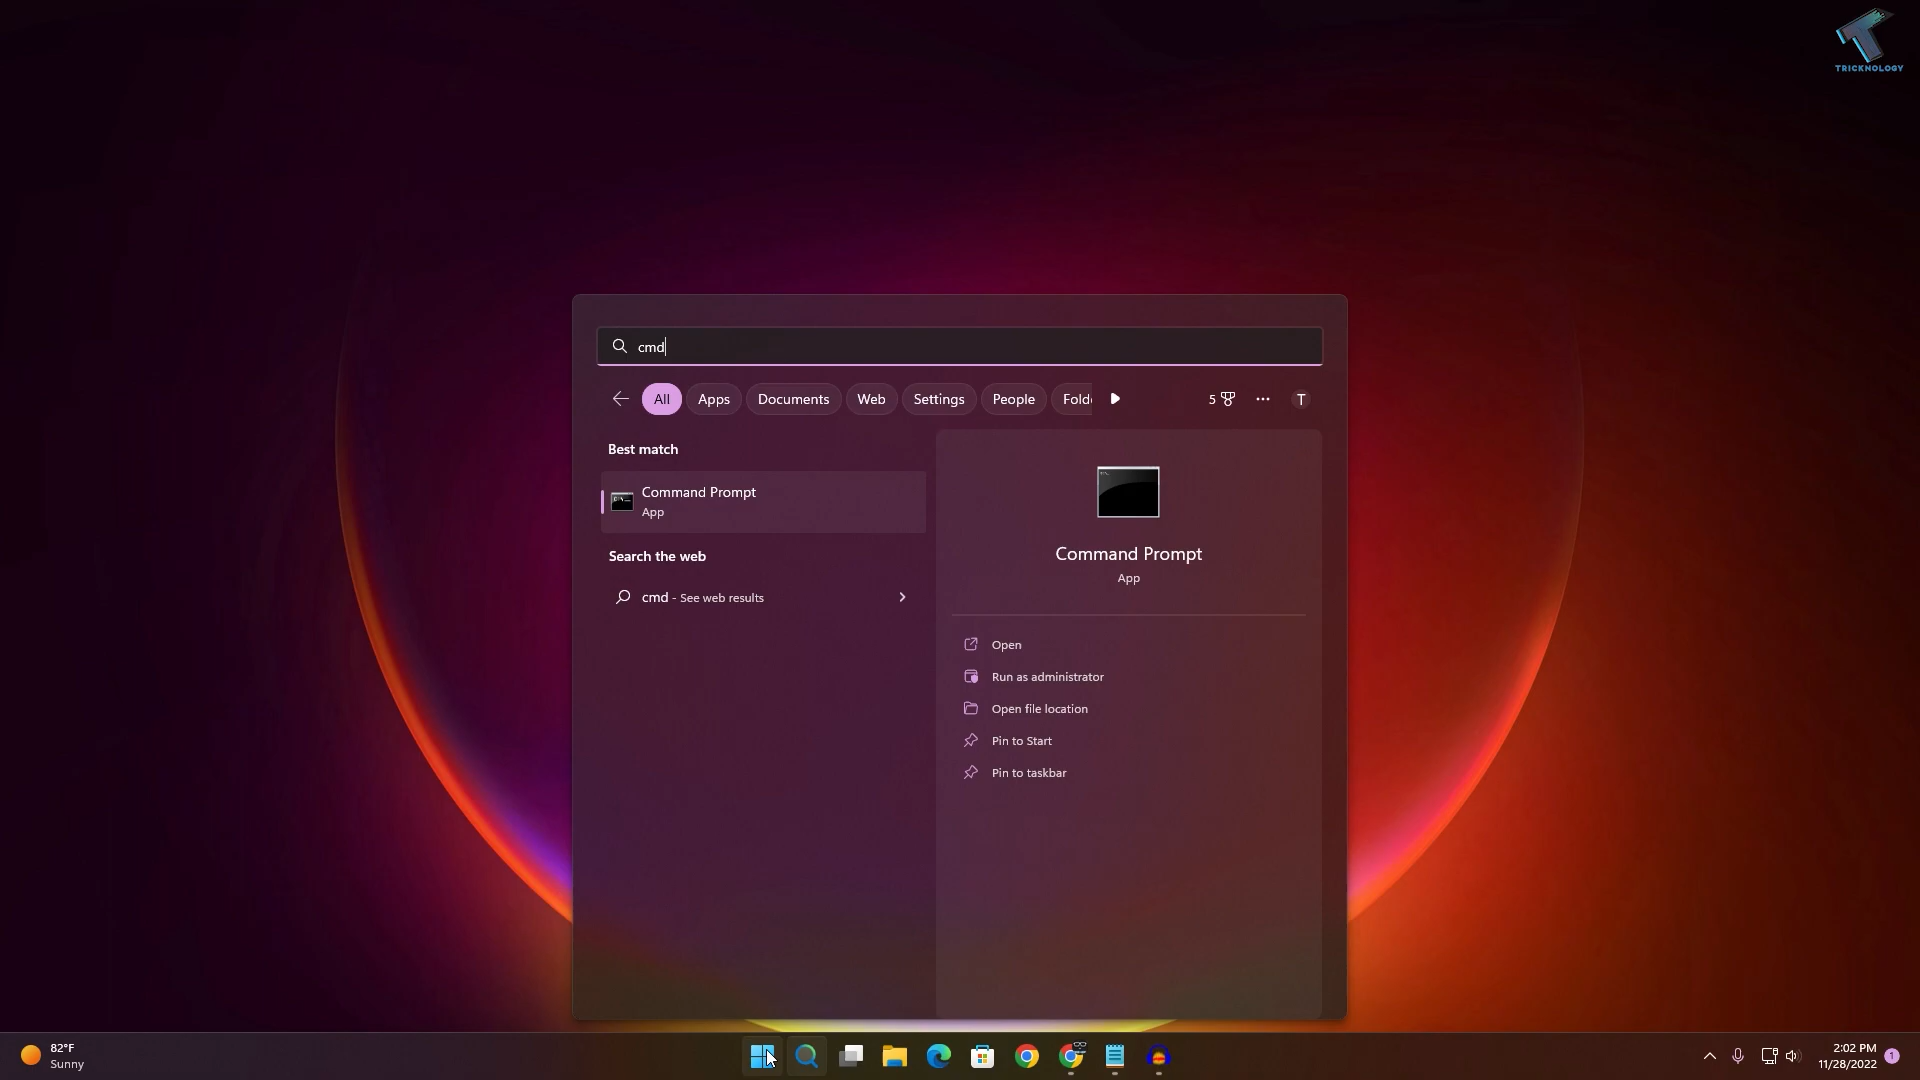 TRICKNOLOGY
cmd
All Apps Documents Web Settings People Fold
5 T
Best match
Command Prompt
App
Search the web
cmd - See web results
Command Prompt
App
Open
Run as administrator
Open file location
Pin to Start
Pin to taskbar
82°F
Sunny
2:02 PM
11/28/2022
1